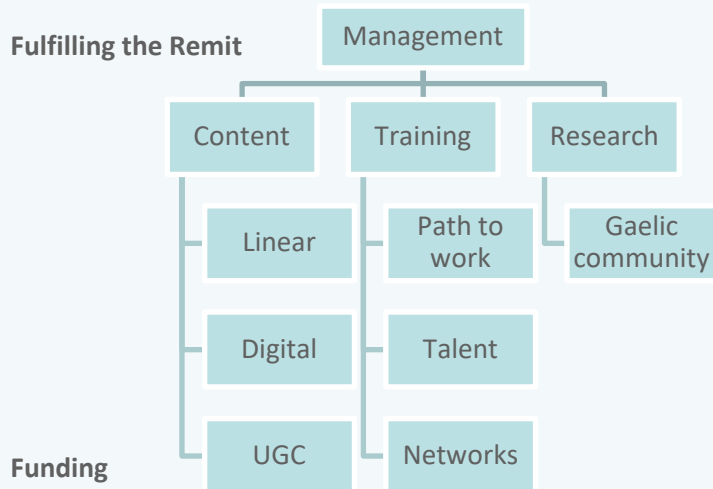 Fulfilling the Remit
Management
Content
Training
Research
Linear
Path to
work
Gaelic
community
Digital
Talent
UGC
Networks
Funding